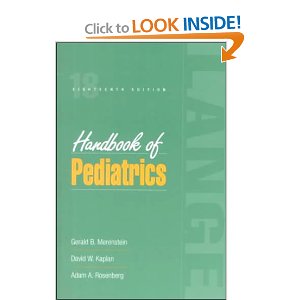 Click to LOOK INSIDE!
18
EIGHTEENTH EDITION
LANGE
Handbook of
Pediatrics
Gerald B. Merenstein
David W. Kaplan
Adam A. Rosenberg